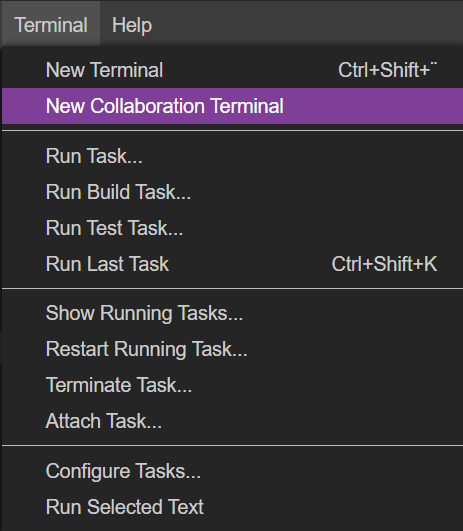 Terminal Help
New Terminal Ctrl+Shift+¨
New Collaboration Terminal
Run Task...
Run Build Task...
Run Test Task...
Run Last Task Ctrl+Shift+K
Show Running Tasks...
Restart Running Task...
Terminate Task...
Attach Task...
Configure Tasks...
Run Selected Text